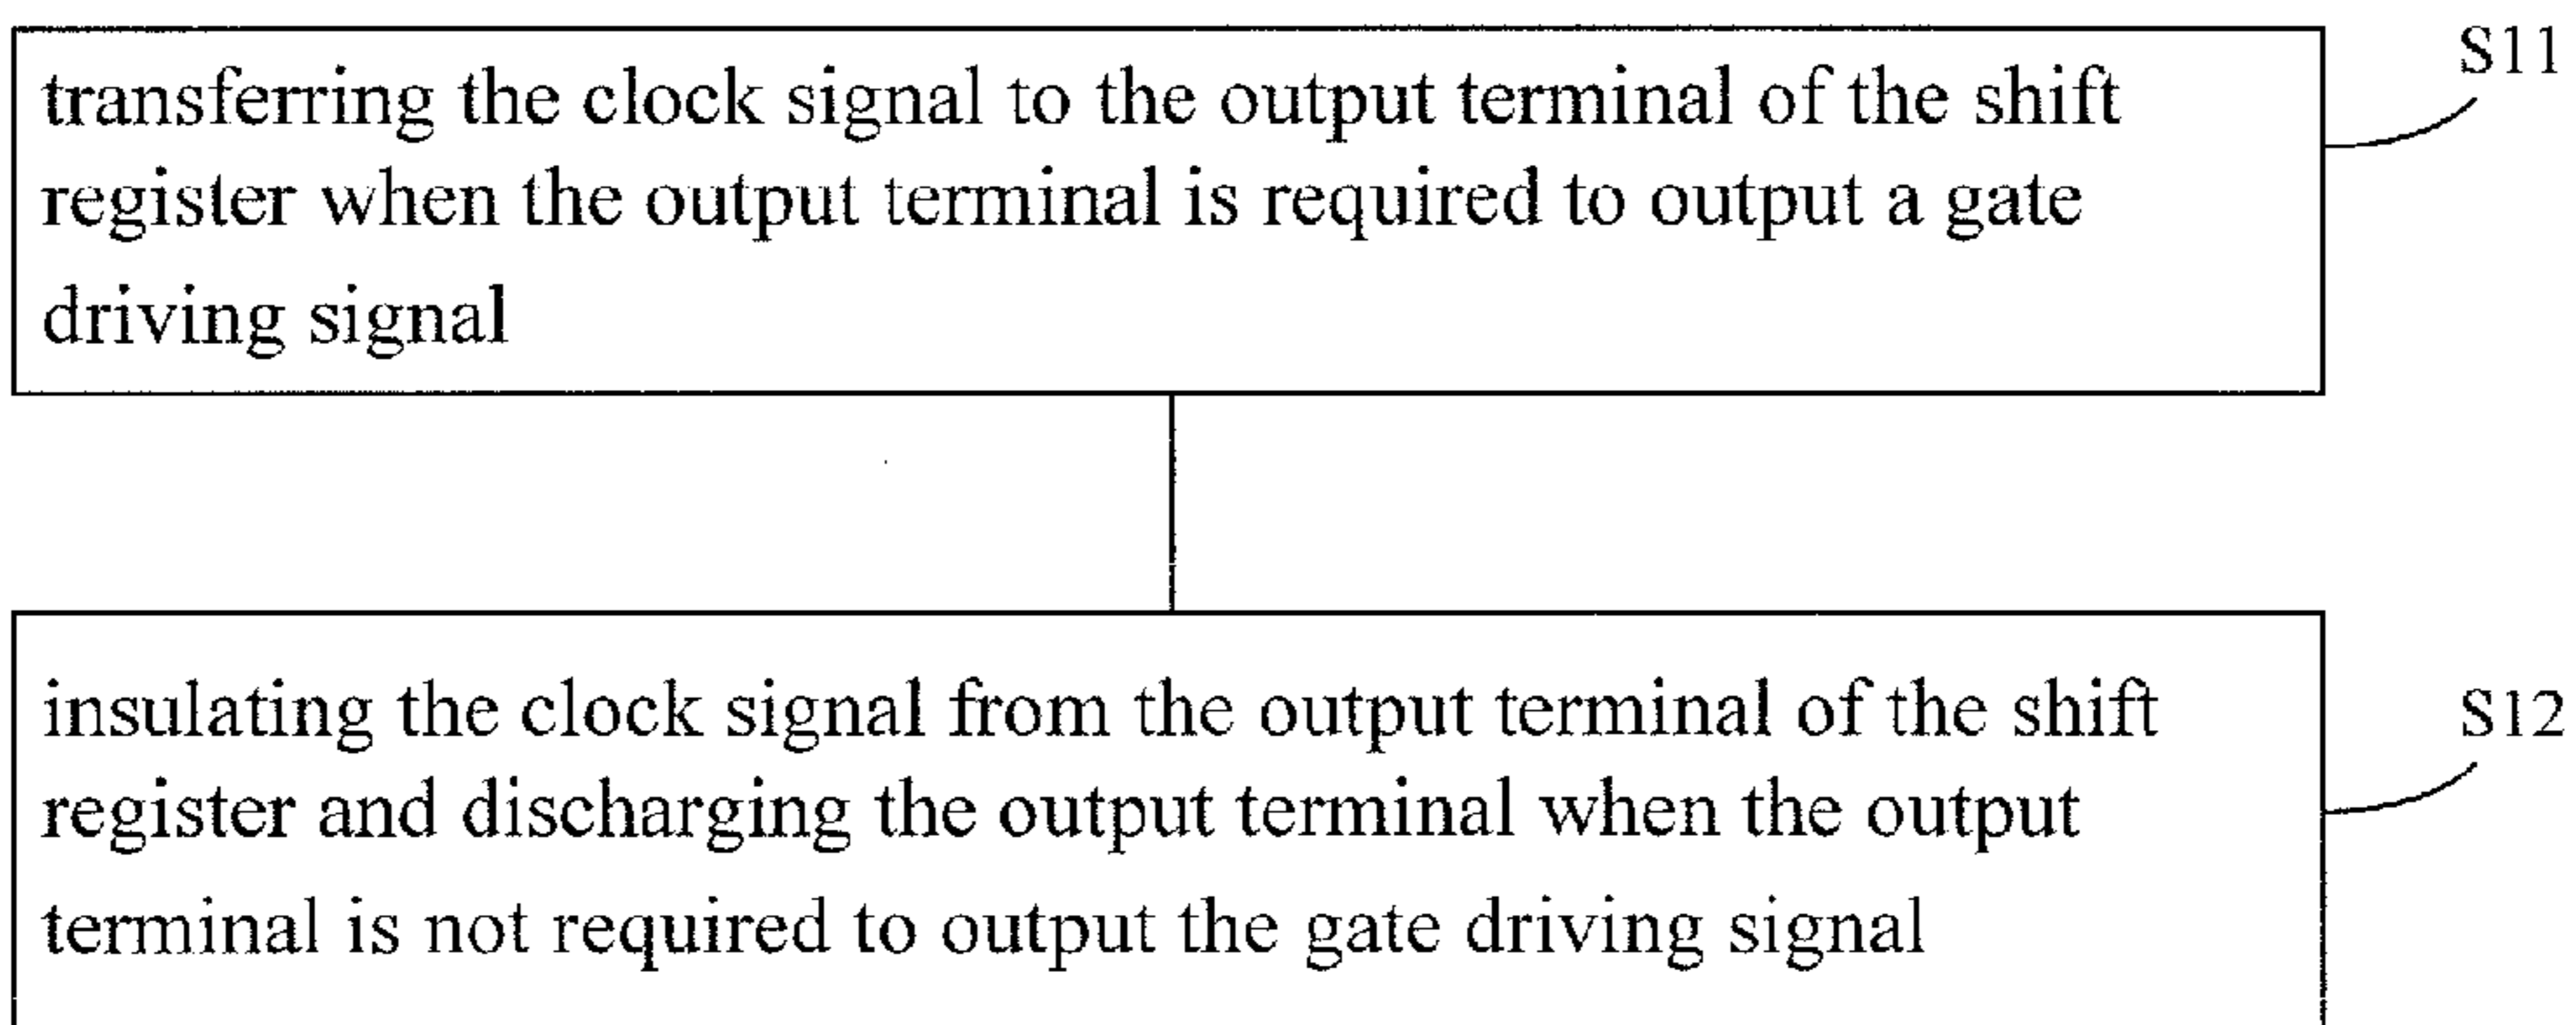 S11
transferring the clock signal to the output terminal of the shift
register when the output terminal is required to output a gate
driving signal
insulating the clock signal from the output terminal of the shift
S12
register and discharging the output terminal when the output
terminal is not required to output the gate driving signal